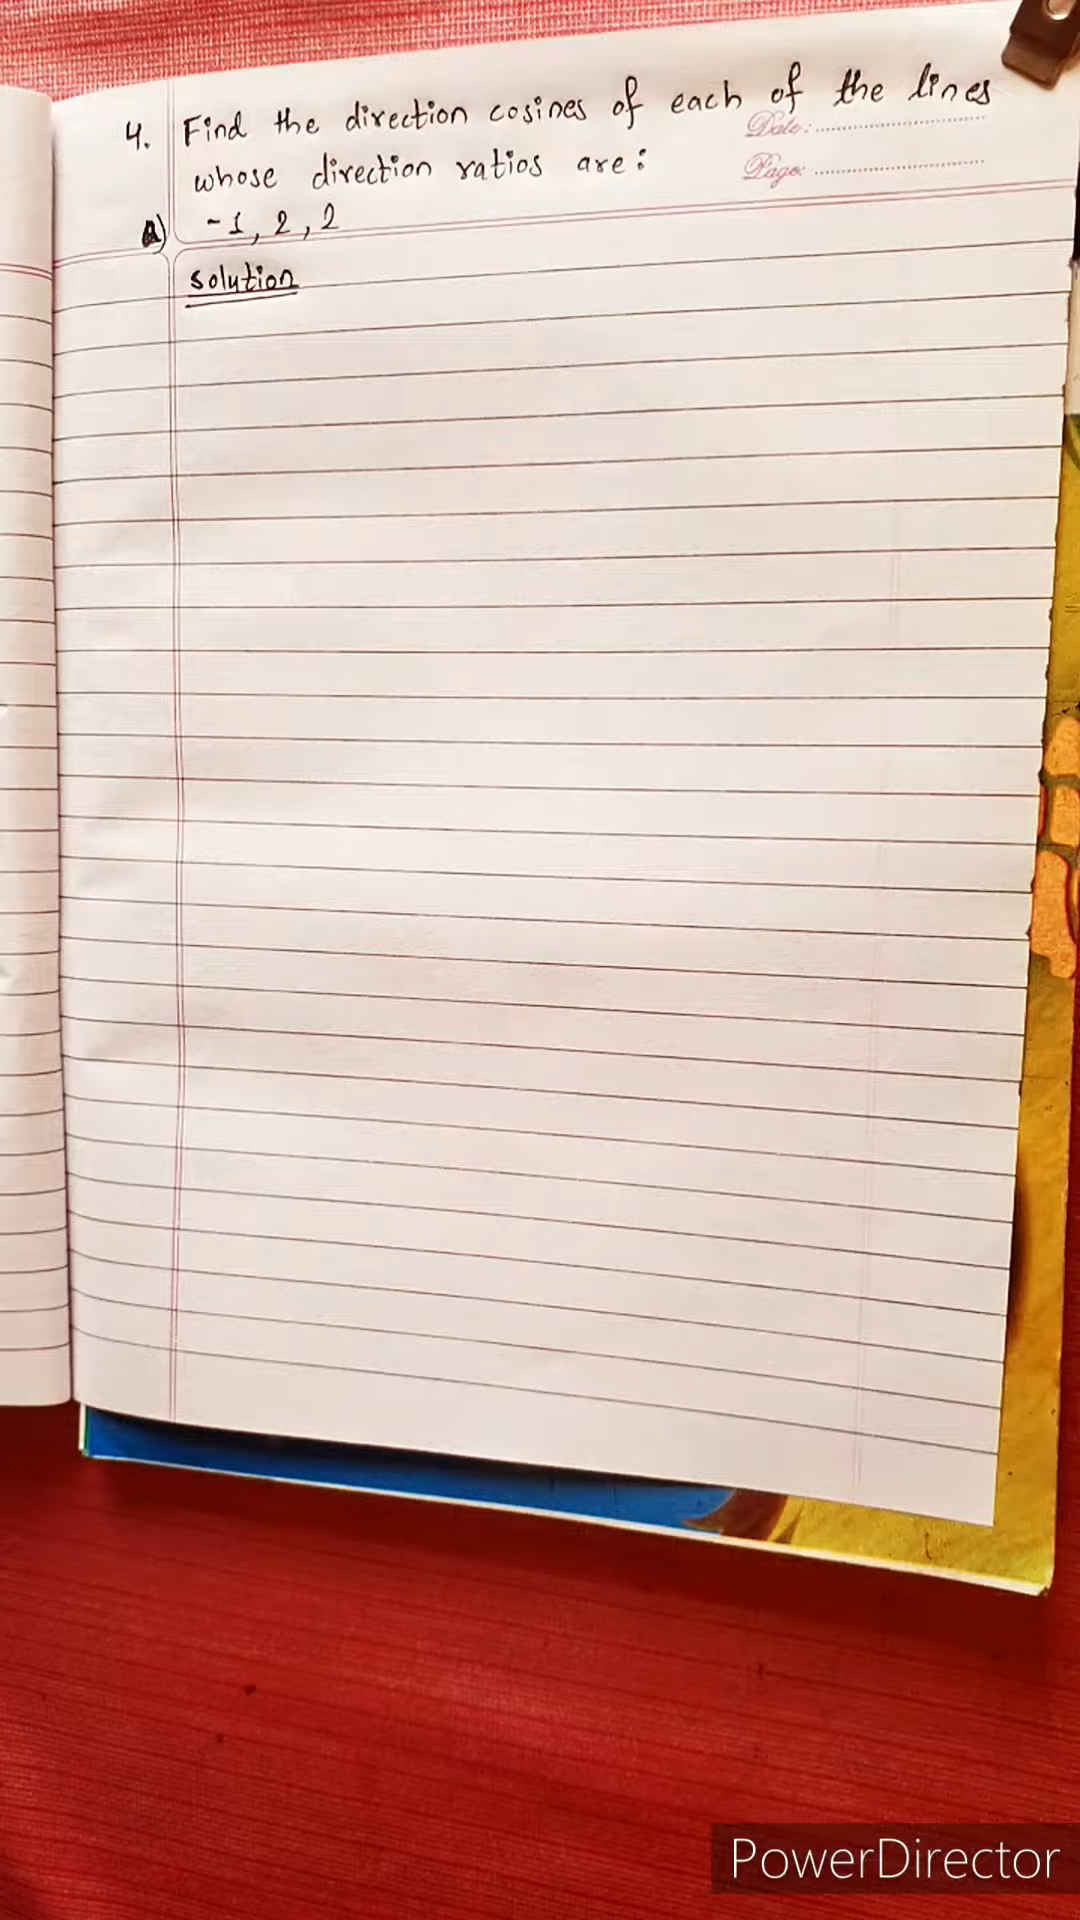 4. Find the direction cosines of each of the lines
Date:
whose direction ratios are:
Page:
a) -1, 2, 2
solution
PowerDirector